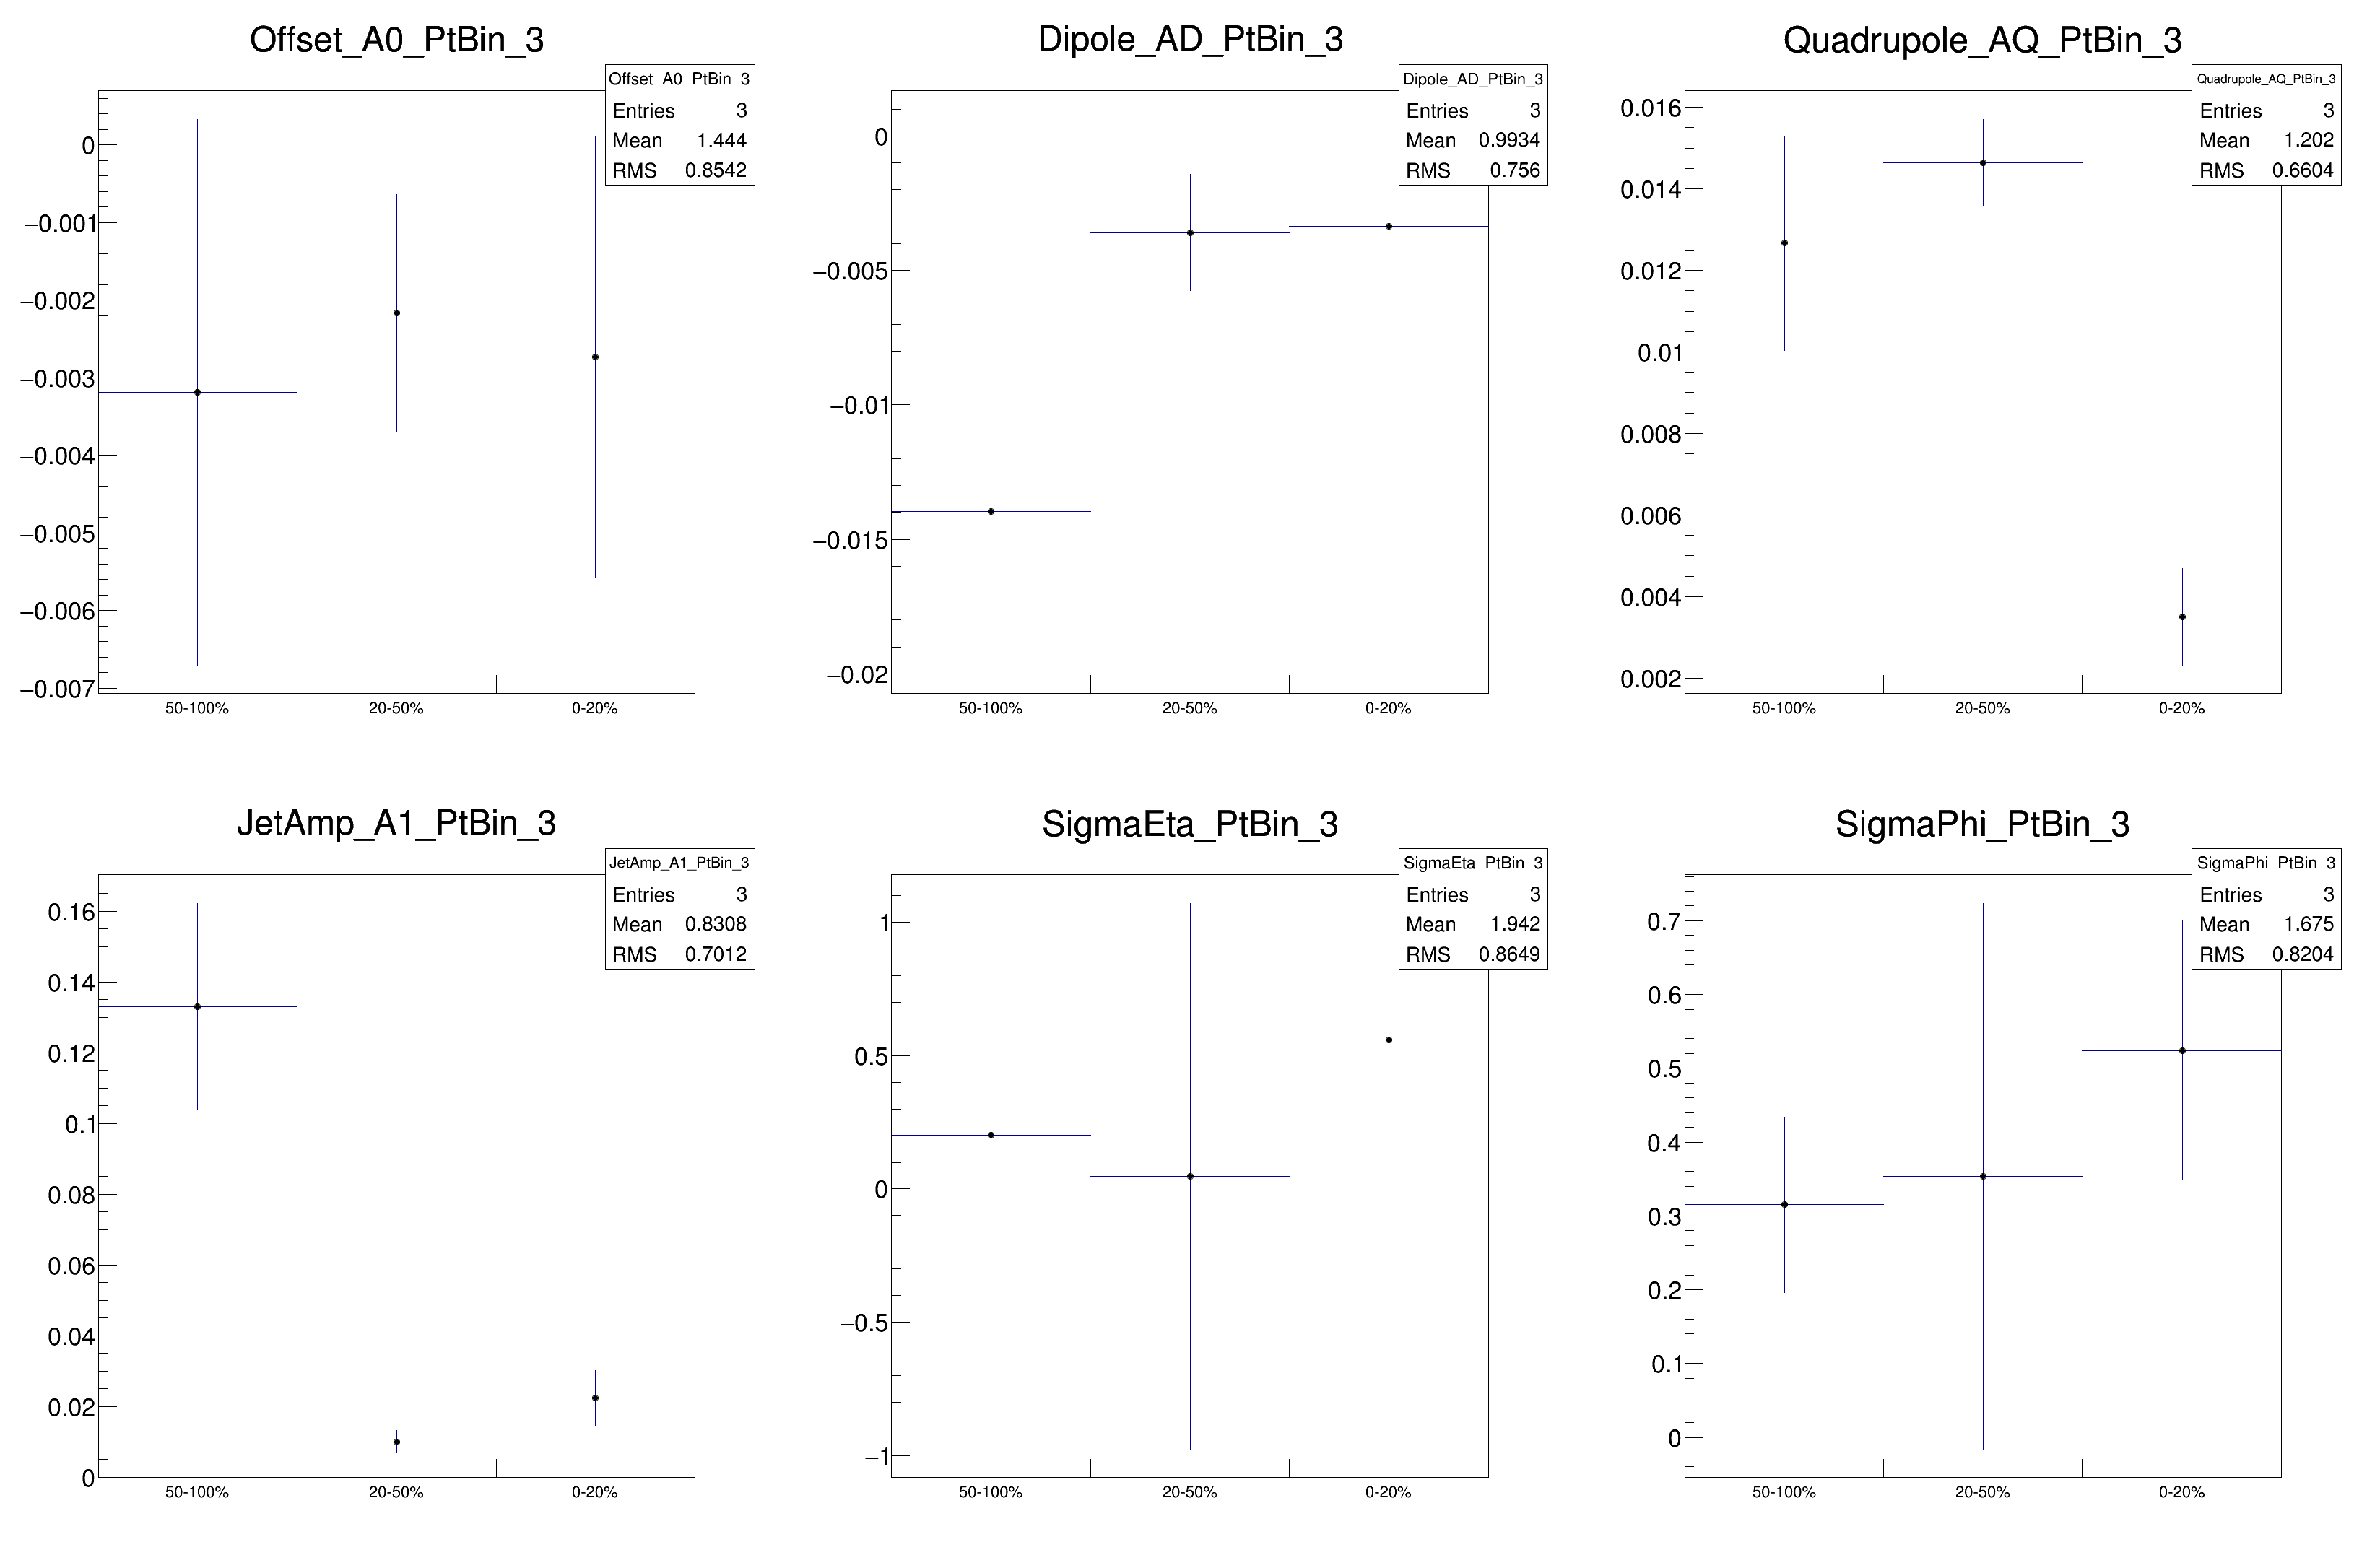 Offset_A0_PtBin_3
Offset_A0_PtBin_3
Entries 3
Mean 1.444
RMS 0.8542
0
−0.001
−0.002
−0.003
−0.004
−0.005
−0.006
−0.007
50-100% 20-50% 0-20%
Dipole_AD_PtBin_3
Dipole_AD_PtBin_3
Entries 3
Mean 0.9934
RMS 0.756
0
−0.005
−0.01
−0.015
−0.02
50-100% 20-50% 0-20%
Quadrupole_AQ_PtBin_3
Quadrupole_AQ_PtBin_3
Entries 3
Mean 1.202
RMS 0.6604
0.016
0.014
0.012
0.01
0.008
0.006
0.004
0.002
50-100% 20-50% 0-20%
JetAmp_A1_PtBin_3
JetAmp_A1_PtBin_3
Entries 3
Mean 0.8308
RMS 0.7012
0.16
0.14
0.12
0.1
0.08
0.06
0.04
0.02
0
50-100% 20-50% 0-20%
SigmaEta_PtBin_3
SigmaEta_PtBin_3
Entries 3
Mean 1.942
RMS 0.8649
1
0.5
0
−0.5
−1
50-100% 20-50% 0-20%
SigmaPhi_PtBin_3
SigmaPhi_PtBin_3
Entries 3
Mean 1.675
RMS 0.8204
0.7
0.6
0.5
0.4
0.3
0.2
0.1
0
50-100% 20-50% 0-20%